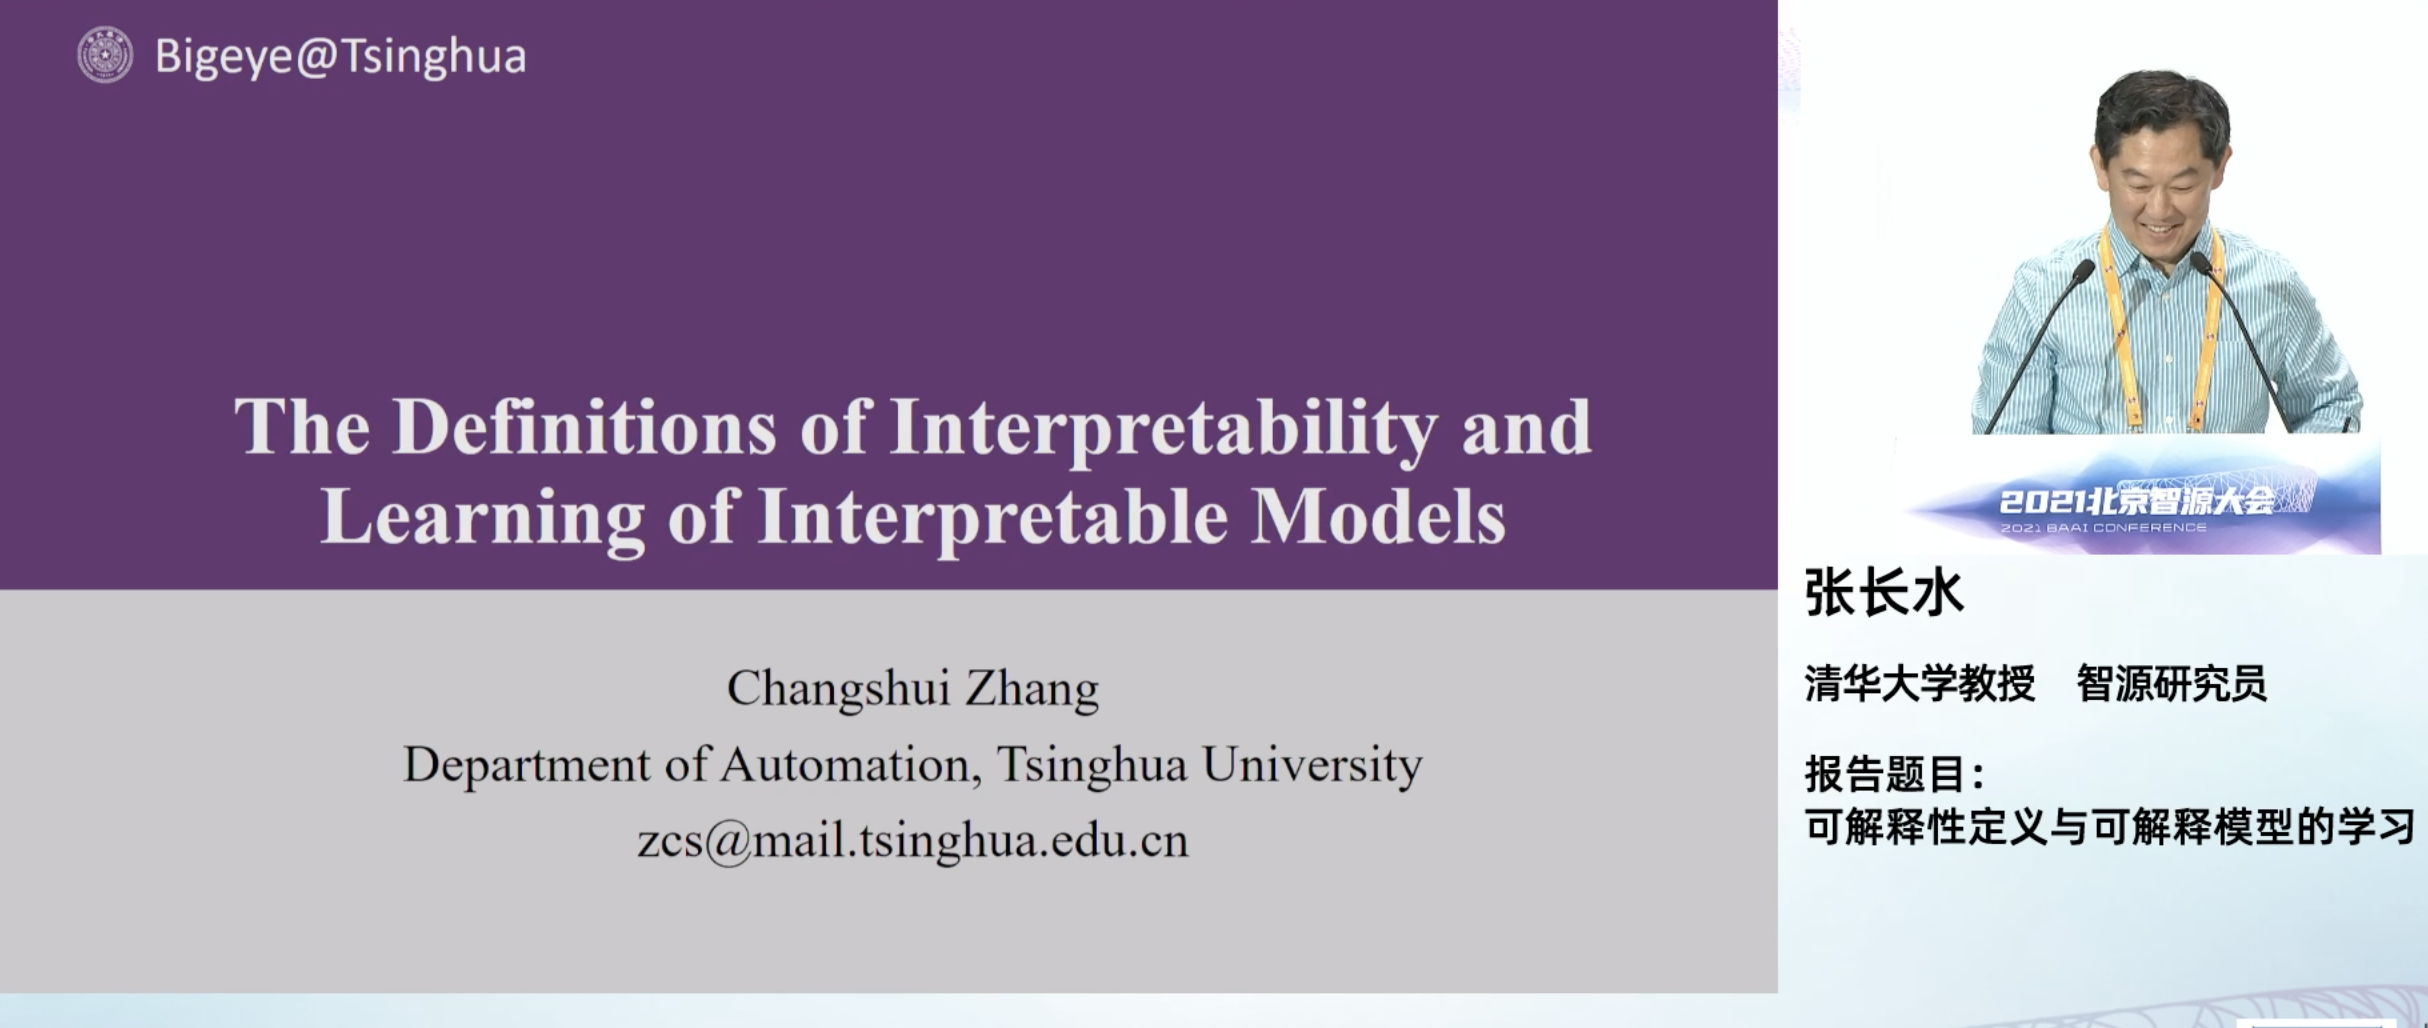 Bigeye@Tsinghua
The Definitions of Interpretability and
Learning of Interpretable Models
Changshui Zhang
Department of Automation, Tsinghua University
zcs@mail.tsinghua.edu.cn
2021北京智源大会
2021 BAAI CONFERENCE
张长水
清华大学教授 智源研究员
报告题目：
可解释性定义与可解释模型的学习